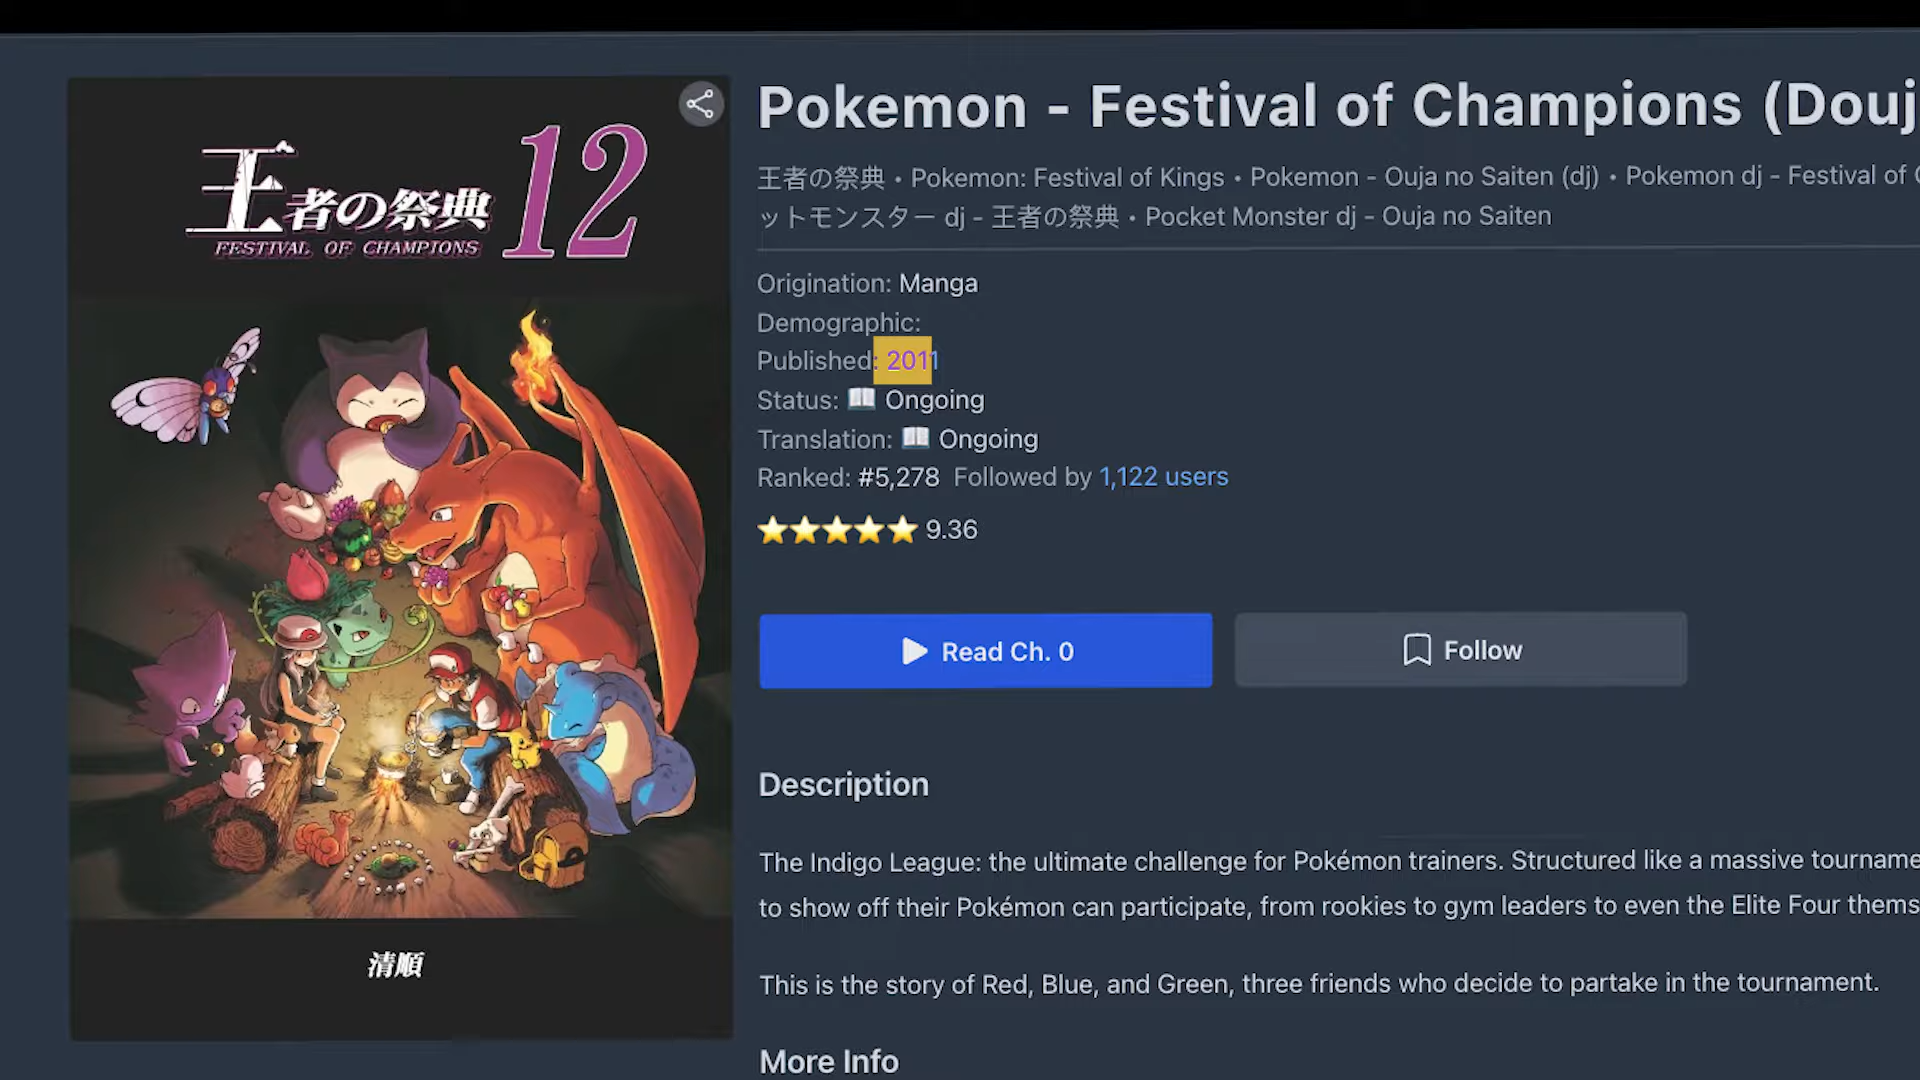 王者の祭典 12
FESTIVAL OF CHAMPIONS
清順
Pokemon - Festival of Champions (Douj
王者の祭典 • Pokemon: Festival of Kings • Pokemon - Ouja no Saiten (dj) • Pokemon dj - Festival of
ットモンスター dj - 王者の祭典 • Pocket Monster dj - Ouja no Saiten
Origination: Manga
Demographic:
Published: 2011
Status: Ongoing
Translation: Ongoing
Ranked: #5,278 Followed by 1,122 users
9.36
Read Ch. 0
Follow
Description
The Indigo League: the ultimate challenge for Pokémon trainers. Structured like a massive tourname
to show off their Pokémon can participate, from rookies to gym leaders to even the Elite Four thems
This is the story of Red, Blue, and Green, three friends who decide to partake in the tournament.
More Info